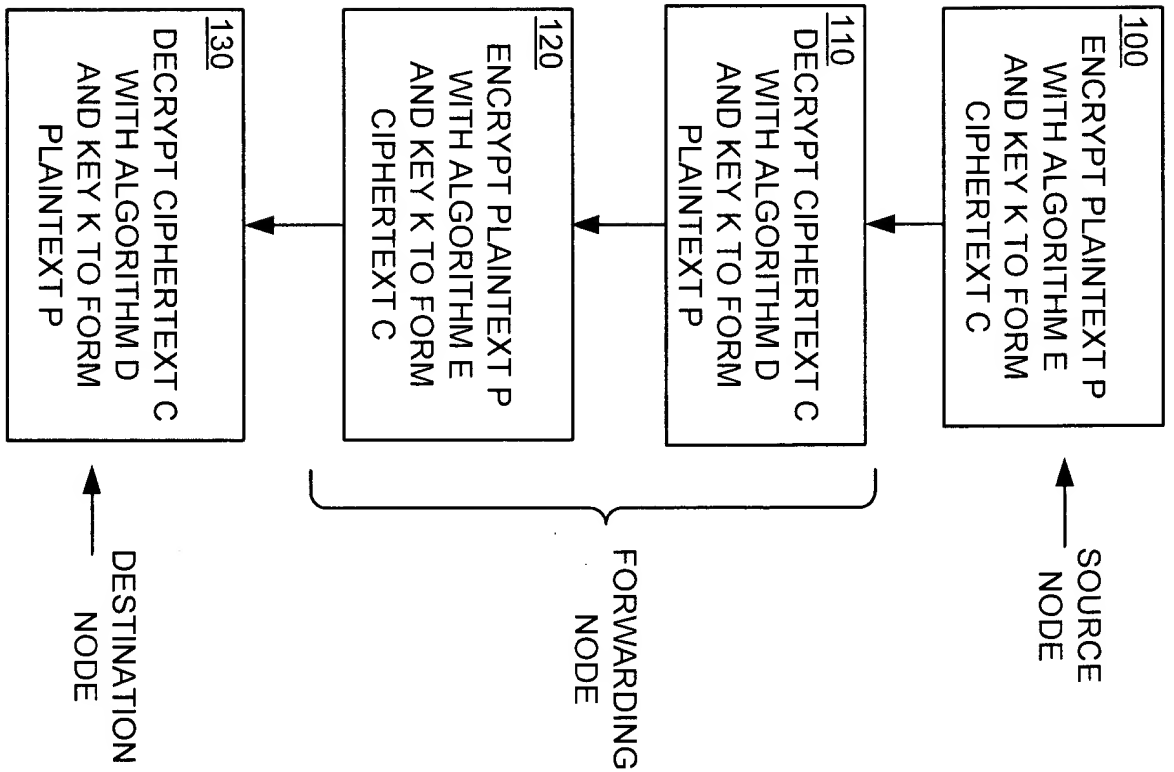 100
ENCRYPT PLAINTEXT P
WITH ALGORITHM E
AND KEY K TO FORM
CIPHERTEXT C
SOURCE
NODE
110
DECRYPT CIPHERTEXT C
WITH ALGORITHM D
AND KEY K TO FORM
PLAINTEXT P
120
ENCRYPT PLAINTEXT P
WITH ALGORITHM E
AND KEY K TO FORM
CIPHERTEXT C
FORWARDING
NODE
130
DECRYPT CIPHERTEXT C
WITH ALGORITHM D
AND KEY K TO FORM
PLAINTEXT P
DESTINATION
NODE